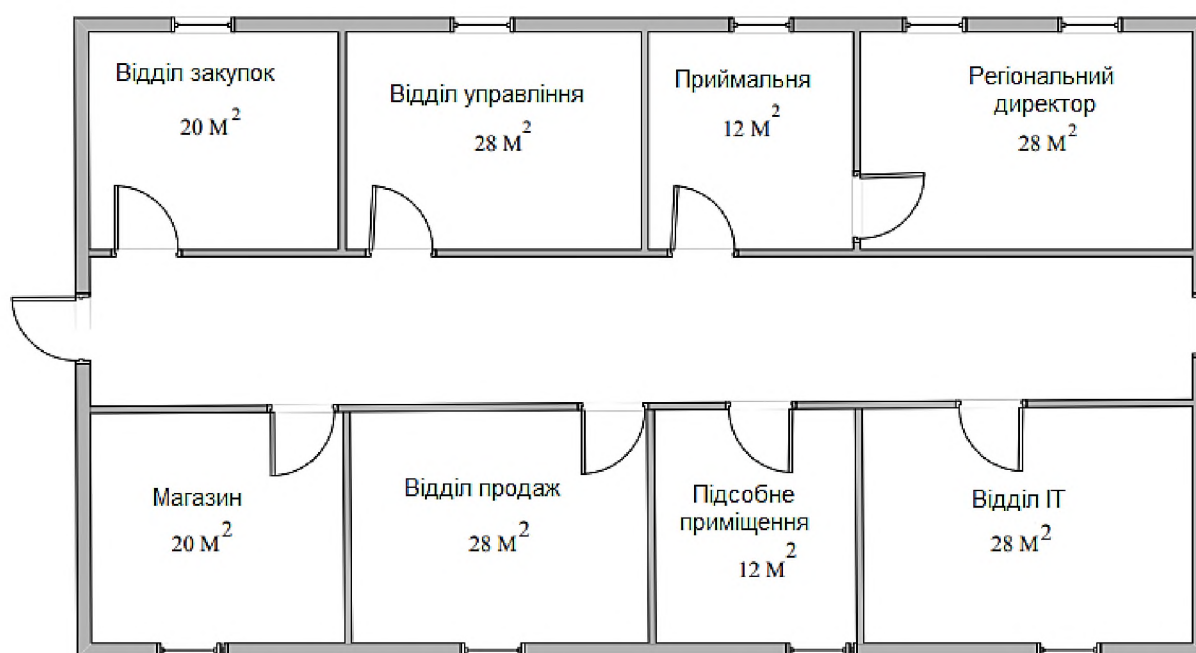 Відділ закупок
20 М²
Відділ управління
28 М²
Приймальня
12 М²
Регіональний
директор
28 М²
Магазин
20 М²
Відділ продаж
28 М²
Підсобне
приміщення
12 М²
Відділ ІТ
28 М²